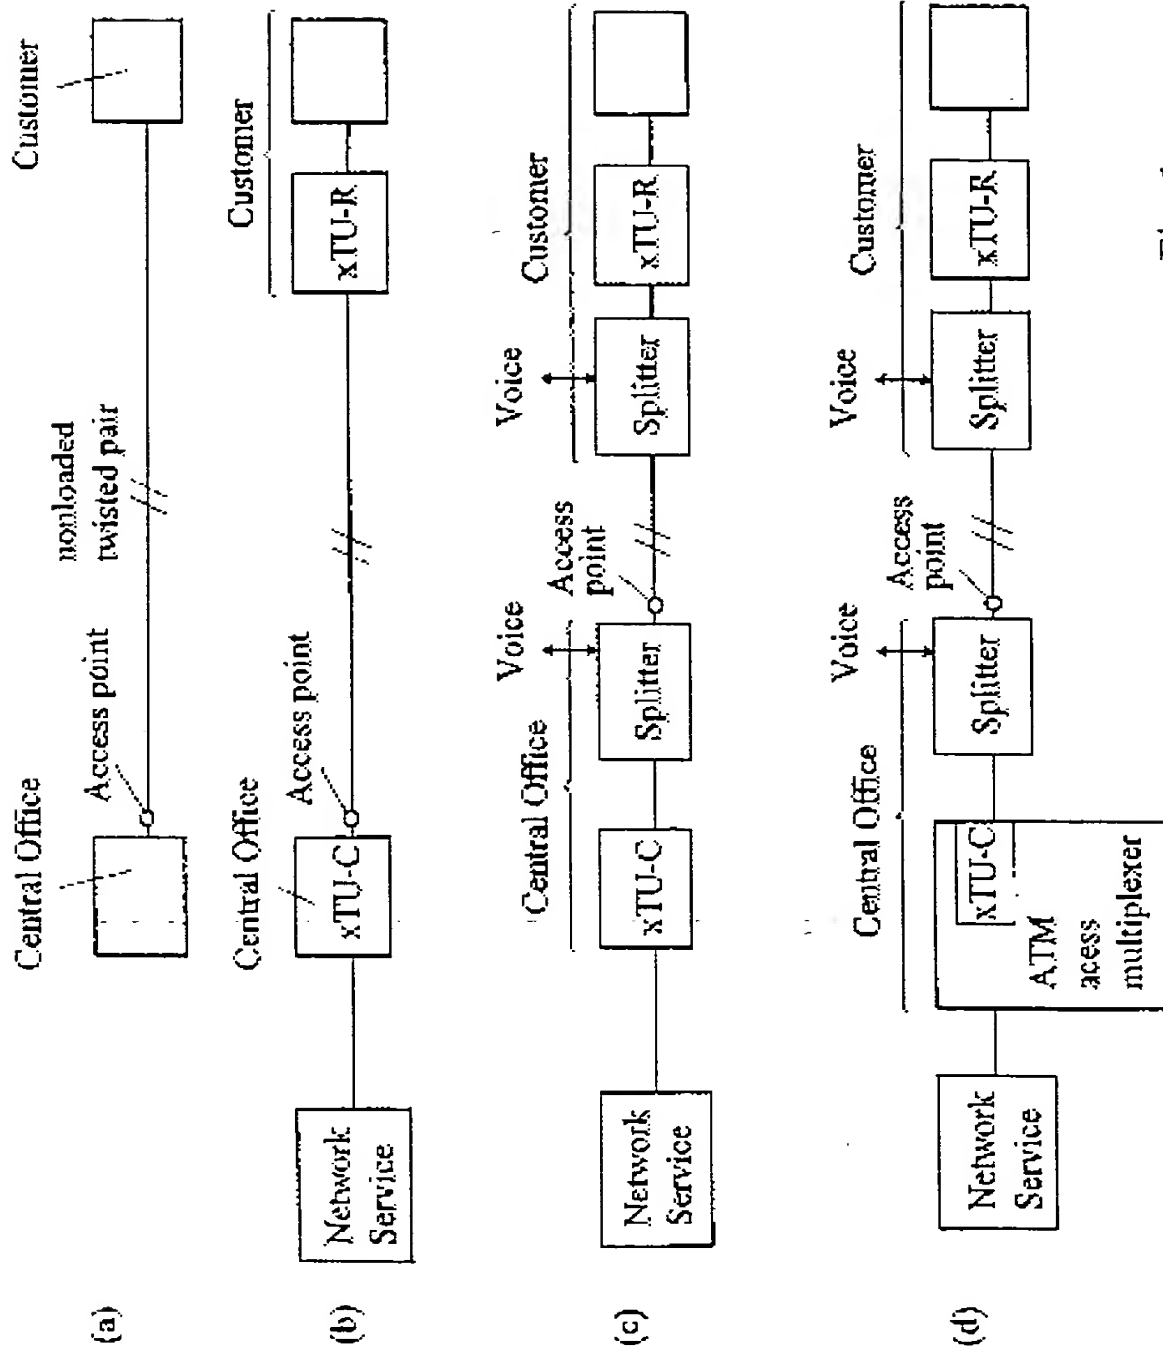 (a)
Central Office
Access point
nonloaded
twisted pair
Customer
(b)
Network
Service
Central Office
xTU-C
Access point
xTU-R
Customer
(c)
Network
Service
Central Office
xTU-C
Splitter
Voice
Access
point
Voice
Splitter
xTU-R
Customer
(d)
Network
Service
Central Office
xTU-C
ATM
acess
multiplexer
Splitter
Voice
Access
point
Voice
Splitter
xTU-R
Customer